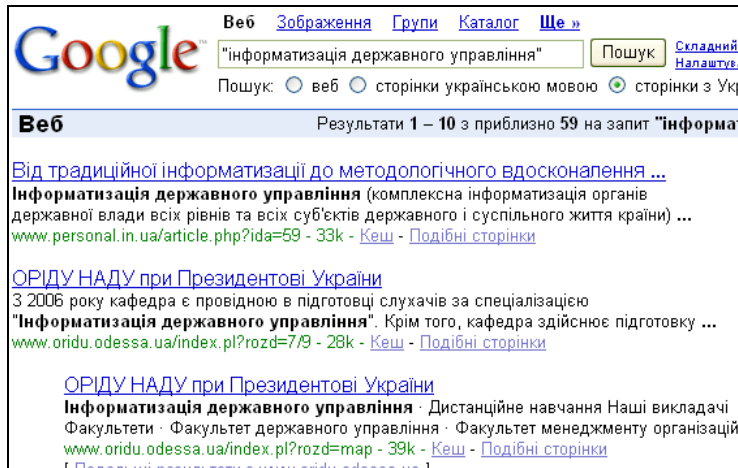 Google™
Веб Зображення Групи Каталог Ще »
"інформатизація державного управління" Пошук Складний
Налаштув
Пошук: веб сторінки українською мовою сторінки з Укр
Веб Результати 1 – 10 з приблизно 59 на запит "інформат
Від традиційної інформатизації до методологічного вдосконалення ...
Інформатизація державного управління (комплексна інформатизація органів
державної влади всіх рівнів та всіх суб'єктів державного і суспільного життя країни) ...
www.personal.in.ua/article.php?ida=59 - 33k - Кеш - Подібні сторінки
ОРІДУ НАДУ при Президентові України
З 2006 року кафедра є провідною в підготовці слухачів за спеціалізацією
"Інформатизація державного управління". Крім того, кафедра здійснює підготовку ...
www.oridu.odessa.ua/index.pl?rozd=7/9 - 28k - Кеш - Подібні сторінки
ОРІДУ НАДУ при Президентові України
Інформатизація державного управління · Дистанційне навчання Наші викладачі
Факультети · Факультет державного управління · Факультет менеджменту організацій
www.oridu.odessa.ua/index.pl?rozd=map - 39k - Кеш - Подібні сторінки